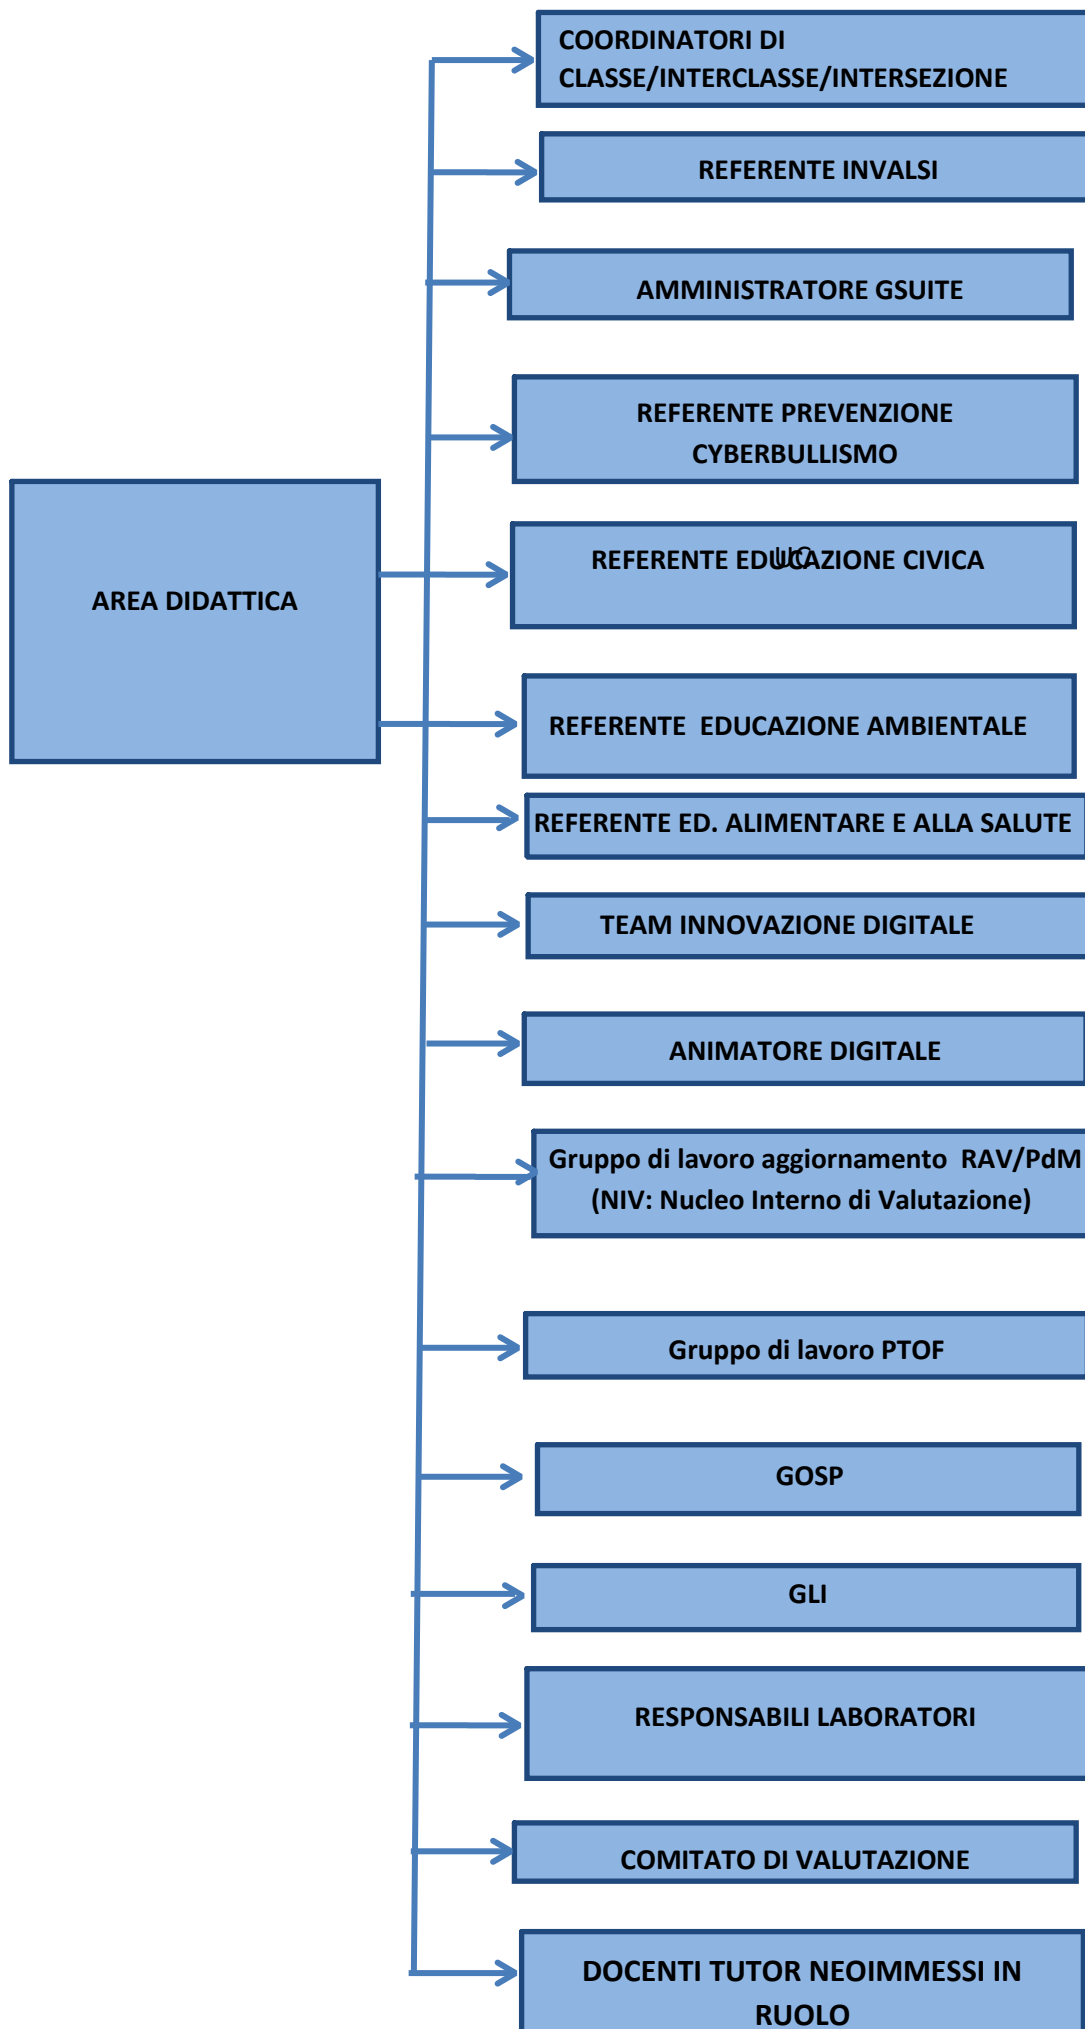 COORDINATORI DI
CLASSE/INTERCLASSE/INTERSEZIONE
REFERENTE INVALSI
AMMINISTRATORE GSUITE
REFERENTE PREVENZIONE
CYBERBULLISMO
REFERENTE EDUCAZIONE CIVICA
UC
AREA DIDATTICA
REFERENTE EDUCAZIONE AMBIENTALE
REFERENTE ED. ALIMENTARE E ALLA SALUTE
TEAM INNOVAZIONE DIGITALE
ANIMATORE DIGITALE
Gruppo di lavoro aggiornamento RAV/PdM
(NIV: Nucleo Interno di Valutazione)
Gruppo di lavoro PTOF
GOSP
GLI
RESPONSABILI LABORATORI
COMITATO DI VALUTAZIONE
DOCENTI TUTOR NEOIMMESSI IN
RUOLO